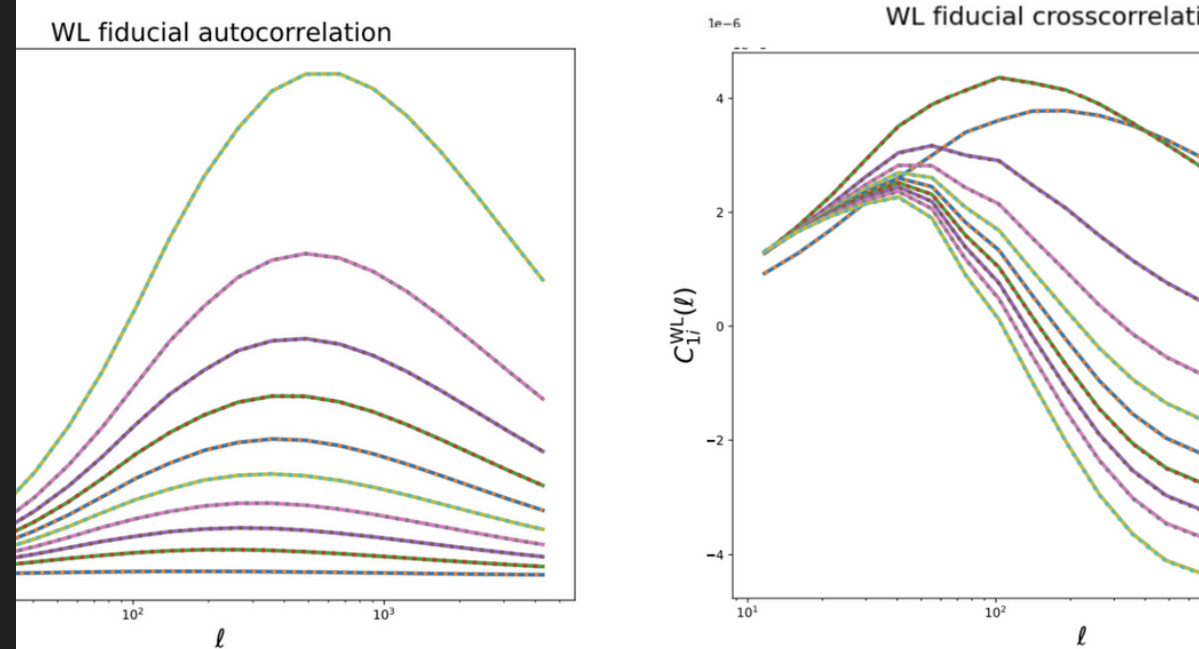 WL fiducial autocorrelation
10²
10³
ℓ
WL fiducial crosscorrelati
1e−6
4
2
0
−2
−4
C₁ᵢᵂᴸ(ℓ)
10¹
10²
ℓ